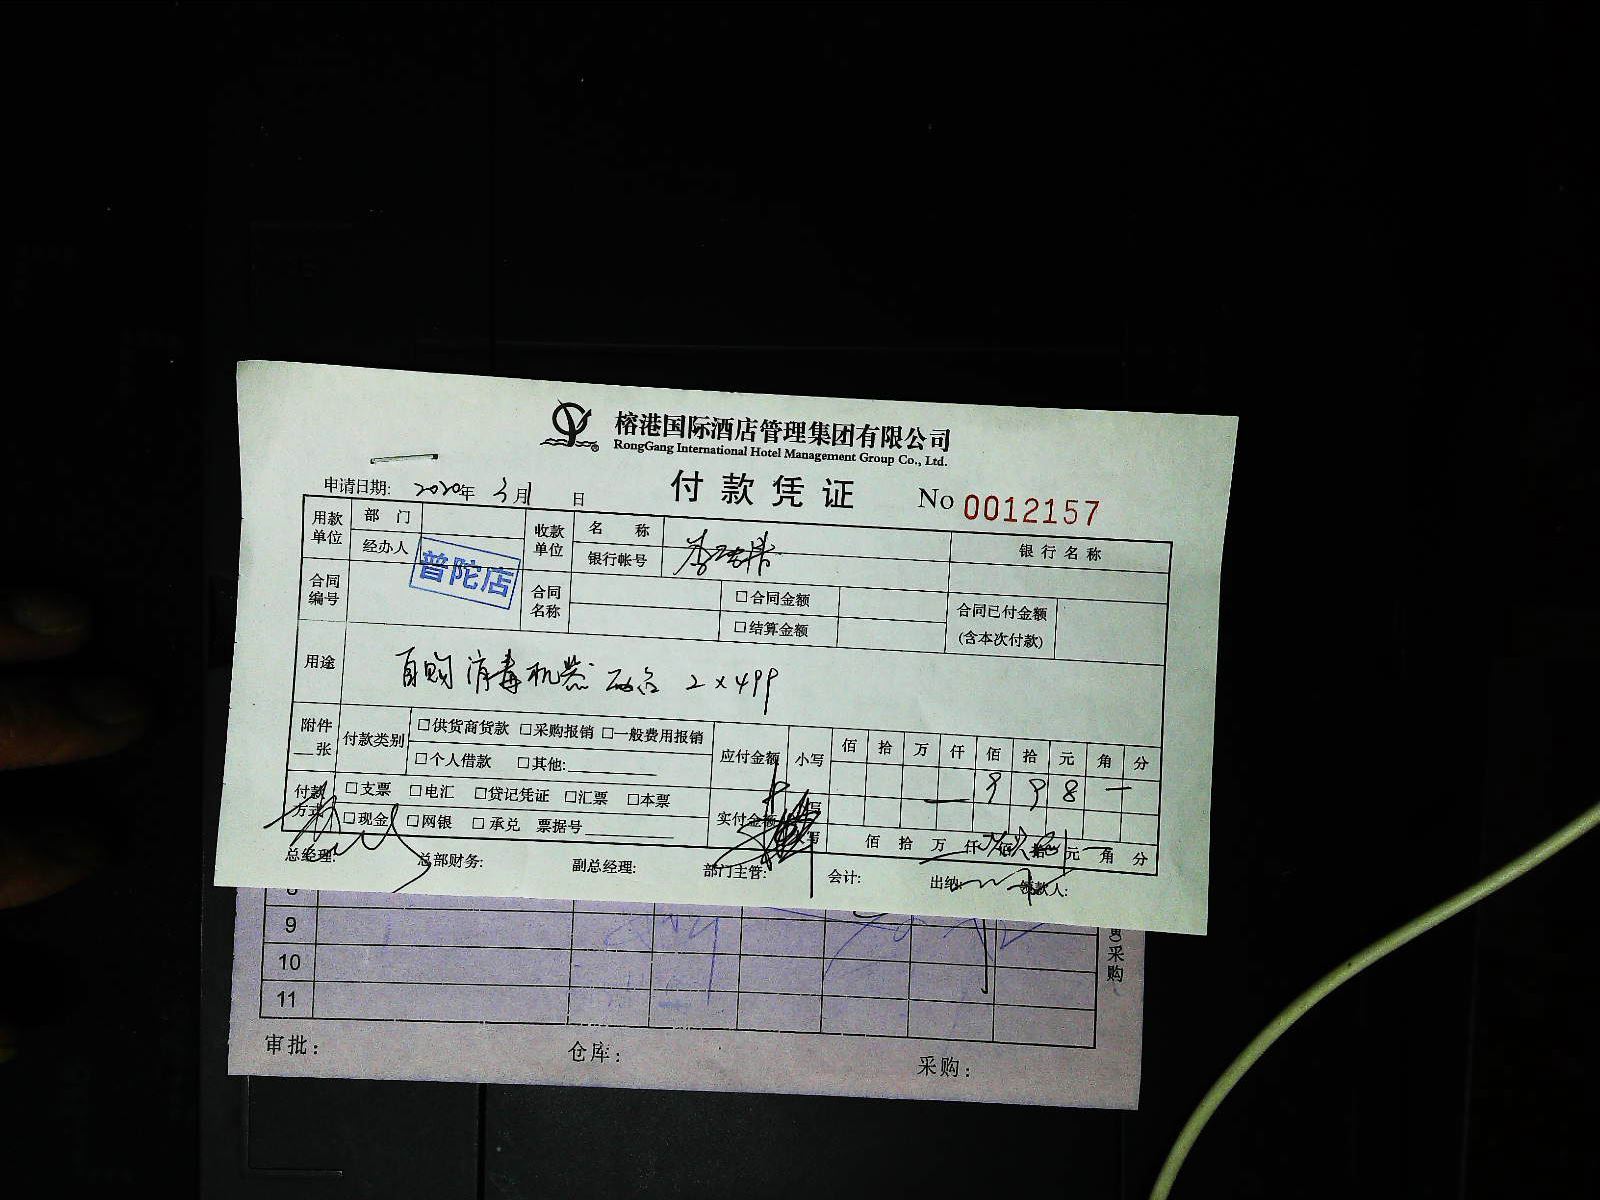 榕港国际酒店管理集团有限公司
RongGang International Hotel Management Group Co., Ltd.
付款凭证
No 0012157
申请日期: 2020年 3月 日
用款单位 部门 收款单位 名称 银行名称
经办人 银行帐号
普陀店
合同编号 合同名称 □合同金额 合同已付金额
□结算金额 (含本次付款)
用途 自购消毒机器 两台 2×499
附件 __张 付款类别 □供货商货款 □采购报销 □一般费用报销 应付金额 小写 佰 拾 万 仟 佰 拾 元 角 分
□个人借款 □其他: 9 9 8 —
付款方式 □支票 □电汇 □贷记凭证 □汇票 □本票 实付金额
□现金 □网银 □承兑 票据号 佰 拾 万 仟 佰 拾 元 角 分
总经理: 总部财务: 副总经理: 部门主管: 会计: 出纳: 领款人:
8
9
10
11
采购
审批: 仓库: 采购: